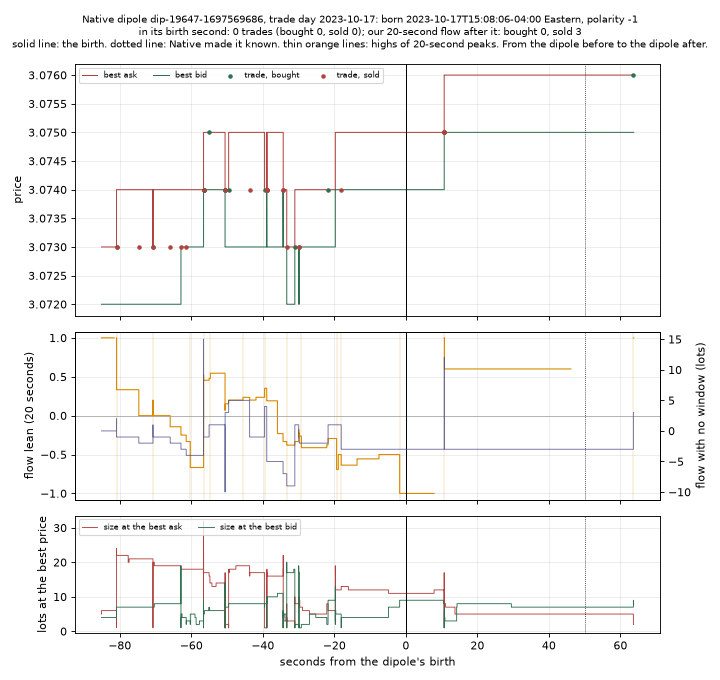 Native dipole dip-19647-1697569686, trade day 2023-10-17: born 2023-10-17T15:08:06-04:00 Eastern, polarity -1
in its birth second: 0 trades (bought 0, sold 0); our 20-second flow after it: bought 0, sold 3
solid line: the birth. dotted line: Native made it known. thin orange lines: highs of 20-second peaks. From the dipole before to the dipole after.
best ask
best bid
trade, bought
trade, sold
3.0760
3.0755
3.0750
3.0745
3.0740
3.0735
3.0730
3.0725
3.0720
price
1.0
0.5
0.0
−0.5
−1.0
flow lean (20 seconds)
15
10
5
0
−5
−10
flow with no window (lots)
size at the best ask
size at the best bid
30
20
10
0
lots at the best price
−80
−60
−40
−20
0
20
40
60
seconds from the dipole's birth